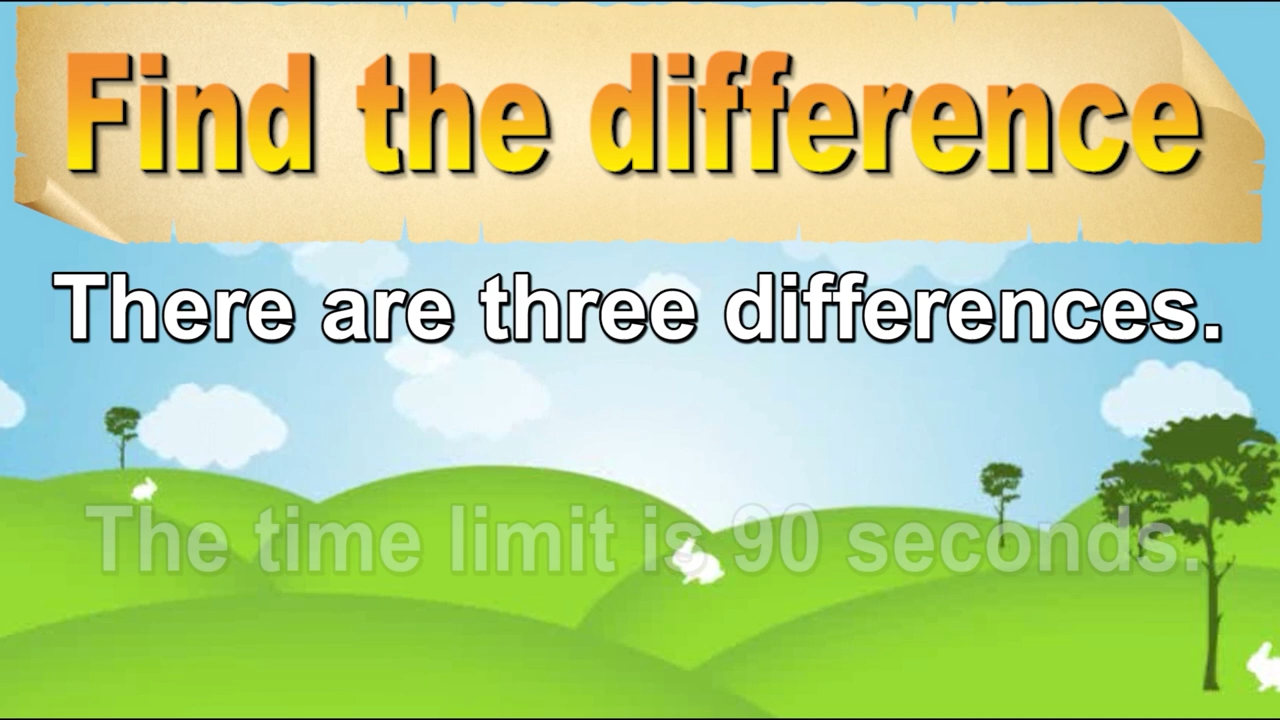 Find the difference
There are three differences.
The time limit is 90 seconds.